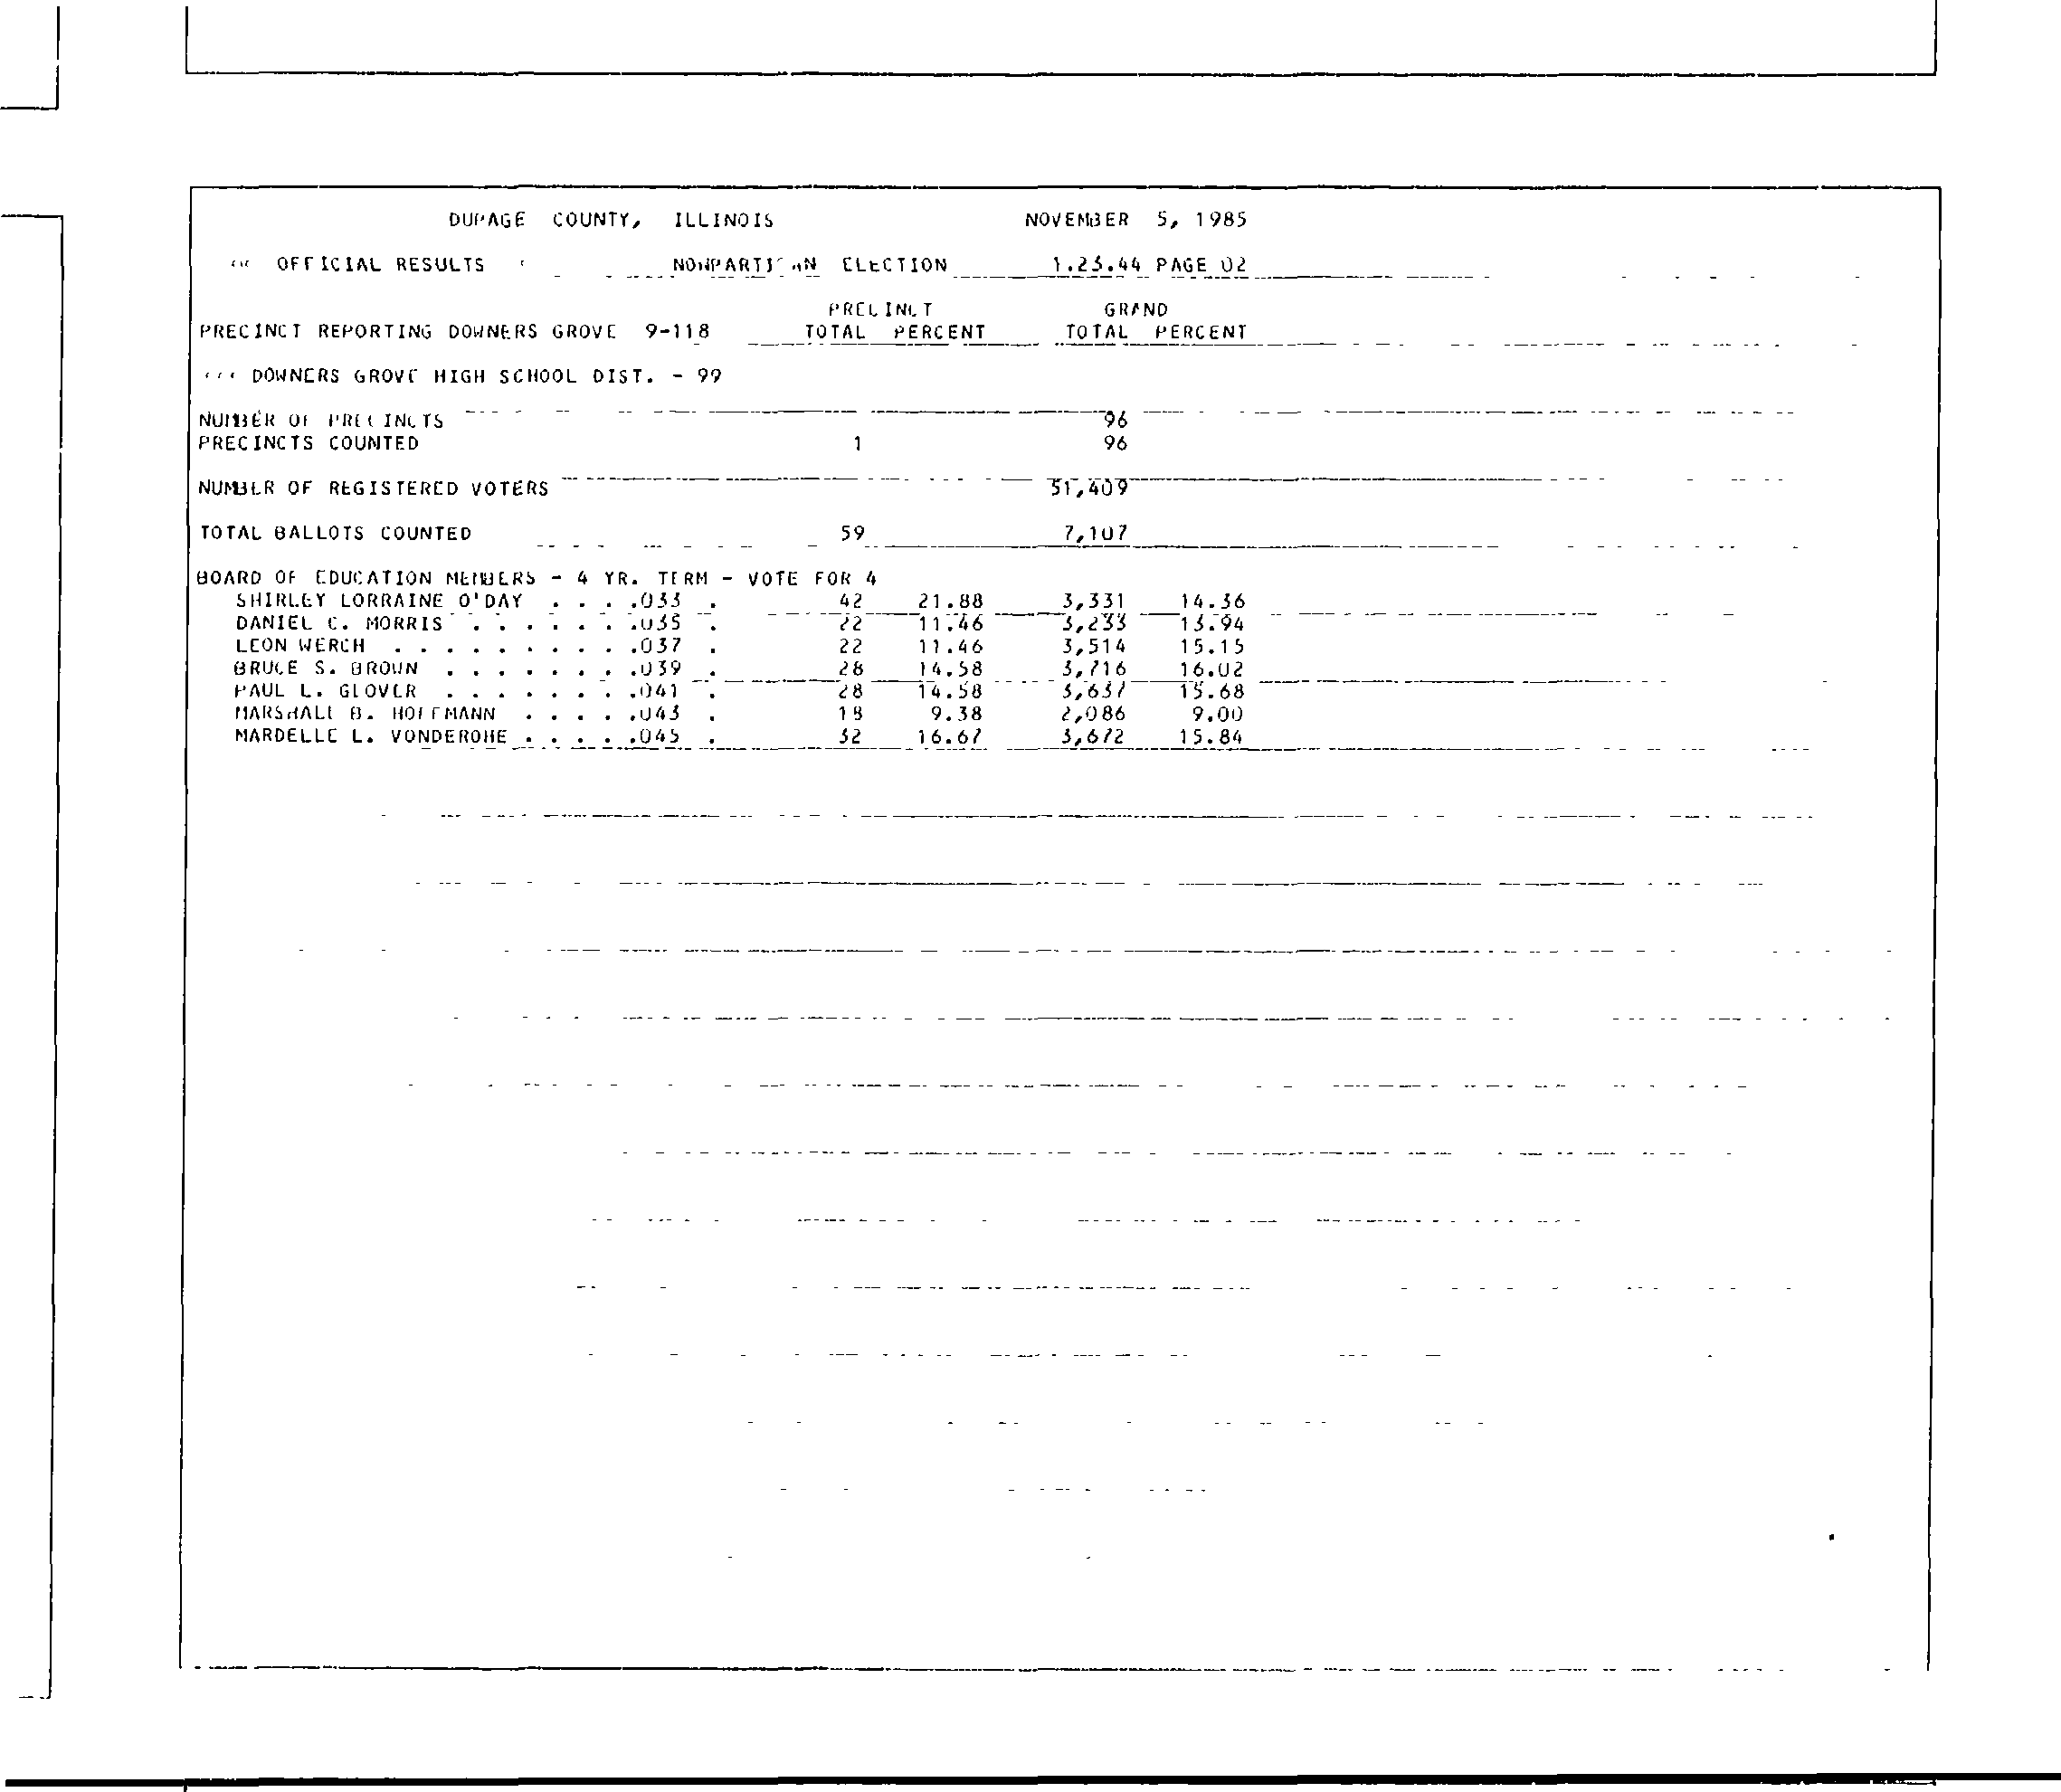 DUPAGE COUNTY, ILLINOIS NOVEMBER 5, 1985
OFFICIAL RESULTS NONPARTISAN ELECTION 1.23.44 PAGE 02
PRECINCT GRAND
PRECINCT REPORTING DOWNERS GROVE 9-118 TOTAL PERCENT TOTAL PERCENT
DOWNERS GROVE HIGH SCHOOL DIST. - 99
NUMBER OF PRECINCTS 96
PRECINCTS COUNTED 1 96
NUMBER OF REGISTERED VOTERS 51,409
TOTAL BALLOTS COUNTED 59 7,107
BOARD OF EDUCATION MEMBERS - 4 YR. TERM - VOTE FOR 4
SHIRLEY LORRAINE O'DAY . . . .033 . 42 21.88 3,331 14.36
DANIEL C. MORRIS . . . . . . .035 . 22 11.46 3,233 13.94
LEON WERCH . . . . . . . . . .037 . 22 11.46 3,514 15.15
BRUCE S. BROWN . . . . . . . .039 . 28 14.58 3,716 16.02
PAUL L. GLOVER . . . . . . . .041 . 28 14.58 3,637 15.68
MARSHALL B. HOFFMANN . . . . .043 . 18 9.38 2,086 9.00
MARDELLE L. VONDEROHE . . . . .045 . 32 16.67 3,672 15.84